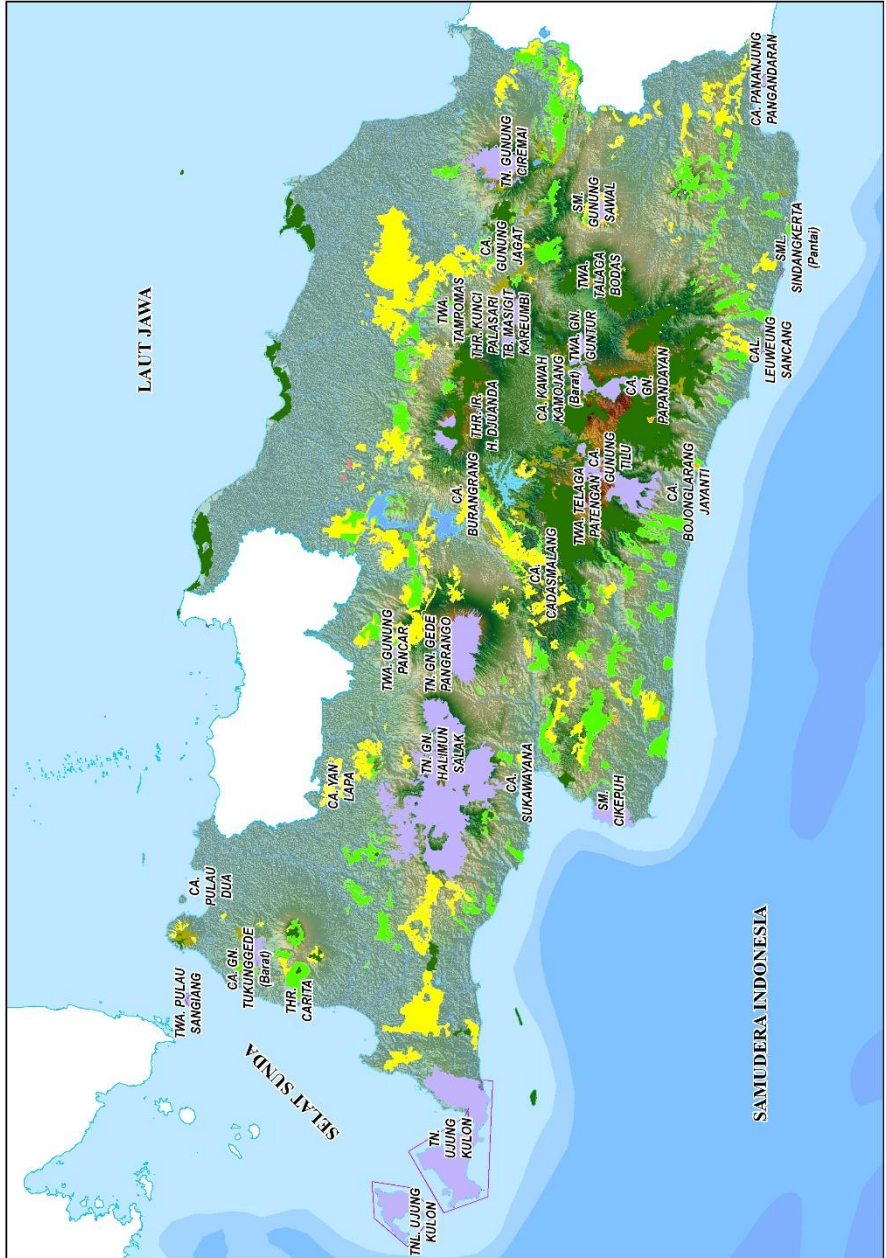 LAUT JAWA
TWA. PULAU
SANGIANG
CA.
PULAU
DUA
SELAT SUNDA
CA. GN.
TUKUNGGEDE
(Barat)
THR.
CARITA
CA. YAN
LAPA
TWA. GUNUNG
PANCAR
TN. GN. GEDE
PANGRANGO
TN. GN.
HALIMUN
SALAK
TNL. UJUNG
KULON
TN.
UJUNG
KULON
CA.
SUKAWAYANA
SM.
CIKEPUH
CA.
BURANGRANG
THR. IR.
H. DJUANDA
TWA.
TAMPOMAS
THR. KUNCI
PALASARI
TB. MASIGIT
KAREUMBI
CA.
GUNUNG
JAGAT
TN. GUNUNG
CIREMAI
CA.
CADASMALANG
TWA. TELAGA
PATENGAN
CA.
GUNUNG
TILU
CA. KAWAH
KAMOJANG
(Barat)
TWA. GN.
GUNTUR
TWA.
TALAGA
BODAS
SM.
GUNUNG
SAWAL
CA.
GN.
PAPANDAYAN
CA.
BOJONGLARANG
JAYANTI
CAL.
LEUWEUNG
SANCANG
SML.
SINDANGKERTA
(Pantai)
CA. PANANJUNG
PANGANDARAN
SAMUDERA INDONESIA